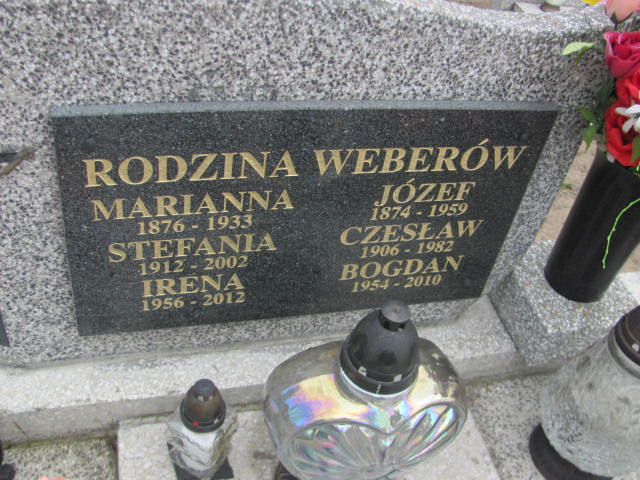 RODZINA WEBERÓW
MARIANNA
1876 - 1933
STEFANIA
1912 - 2002
IRENA
1956 - 2012
JÓZEF
1874 - 1959
CZESŁAW
1906 - 1982
BOGDAN
1954 - 2010